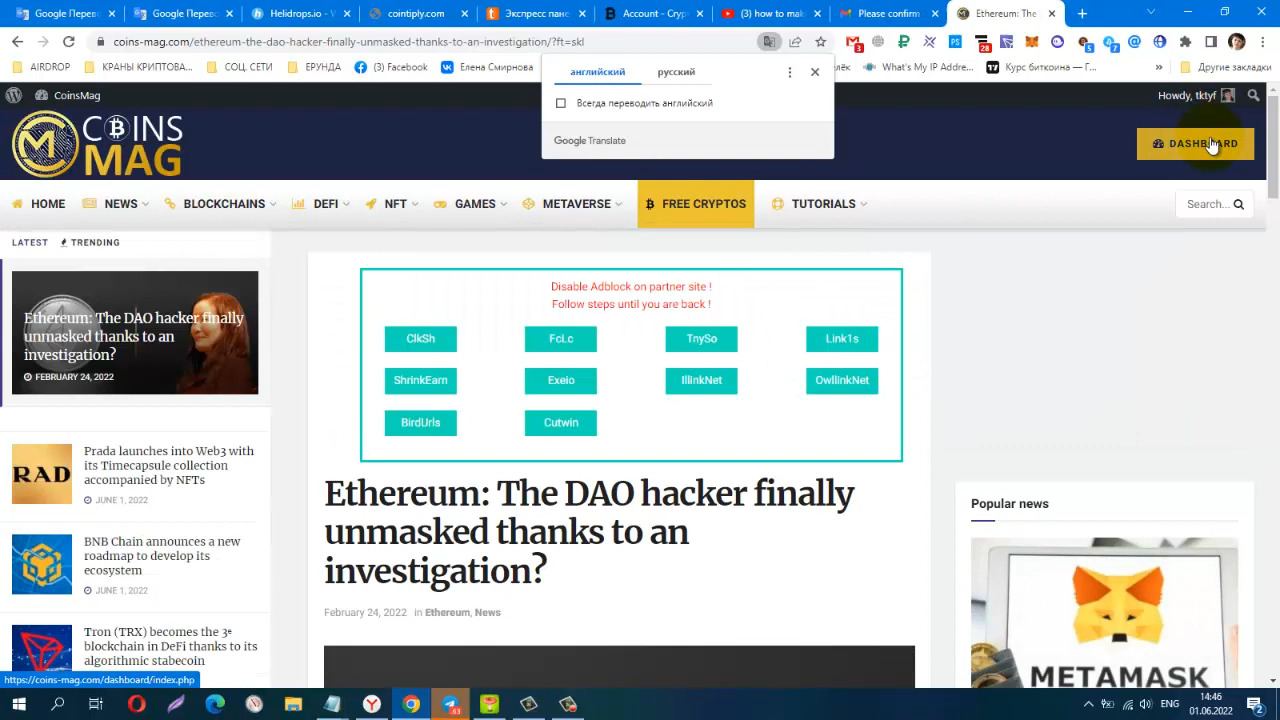 Google Перево
Google Перево
Helidrops.io - V
cointiply.com
Экспресс пане
Account - Crypt
(3) how to mak
Please confirm
Ethereum: The
coins-mag.com/ethereum-the-dao-hacker-finally-unmasked-thanks-to-an-investigation/?ft=skl
AIRDROP
КРАНЫ КРИПТОВА...
СОЦ. СЕТИ
ЕРУНДА
(3) Facebook
Елена Смирнова
What's My IP Addre...
Курс биткоина — Г...
Другие закладки
английский
русский
Всегда переводить английский
Google Translate
CoinsMag
Howdy, tktyf
COINS
MAG
DASHBOARD
HOME
NEWS
BLOCKCHAINS
DEFI
NFT
GAMES
METAVERSE
FREE CRYPTOS
TUTORIALS
Search...
LATEST
TRENDING
Ethereum: The DAO hacker finally
unmasked thanks to an
investigation?
FEBRUARY 24, 2022
RAD
Prada launches into Web3 with
its Timecapsule collection
accompanied by NFTs
JUNE 1, 2022
BNB Chain announces a new
roadmap to develop its
ecosystem
JUNE 1, 2022
Tron (TRX) becomes the 3ᵉ
blockchain in DeFi thanks to its
algorithmic stabecoin
https://coins-mag.com/dashboard/index.php
Disable Adblock on partner site !
Follow steps until you are back !
ClkSh
Fc.Lc
TnySo
Link1s
ShrinkEarn
Exeio
IllinkNet
OwllinkNet
BirdUrls
Cutwin
Ethereum: The DAO hacker finally
unmasked thanks to an
investigation?
February 24, 2022 in Ethereum, News
Popular news
METAMASK
ENG
14:46
01.06.2022